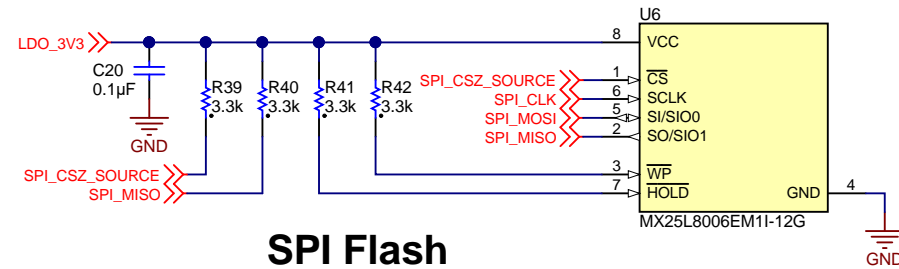 U6
LDO_3V3
8
VCC
C20
0.1µF
R39
3.3k
R40
3.3k
R41
3.3k
R42
3.3k
SPI_CSZ_SOURCE
1
CS
SPI_CLK
6
SCLK
SPI_MOSI
5
SI/SIO0
SPI_MISO
2
SO/SIO1
GND
SPI_CSZ_SOURCE
3
WP
SPI_MISO
7
HOLD
GND
4
MX25L8006EM1I-12G
SPI Flash
GND